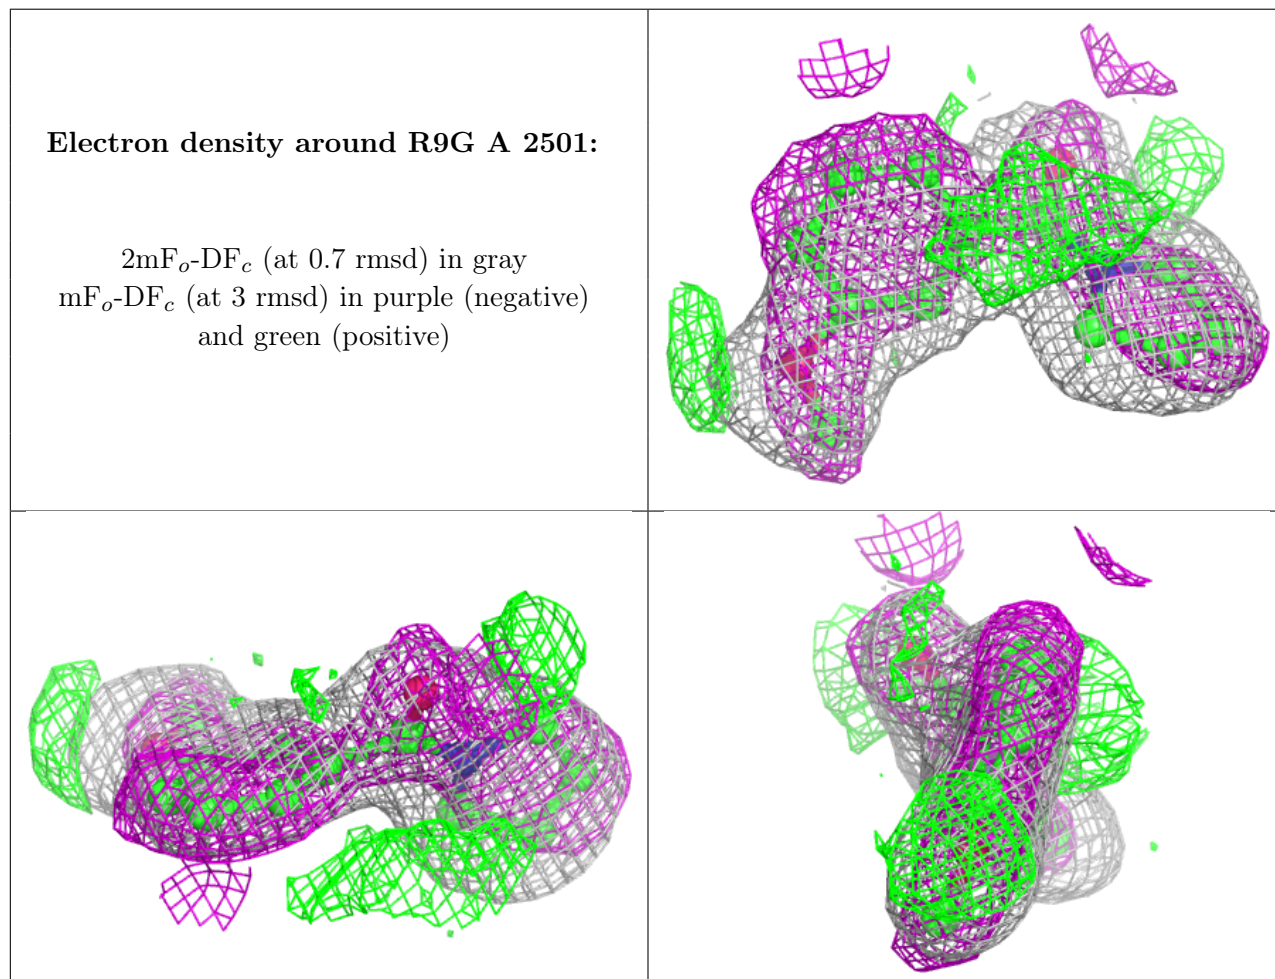 Electron density around R9G A 2501:
2mFₒ-DF𝑐 (at 0.7 rmsd) in gray
mFₒ-DF𝑐 (at 3 rmsd) in purple (negative)
and green (positive)